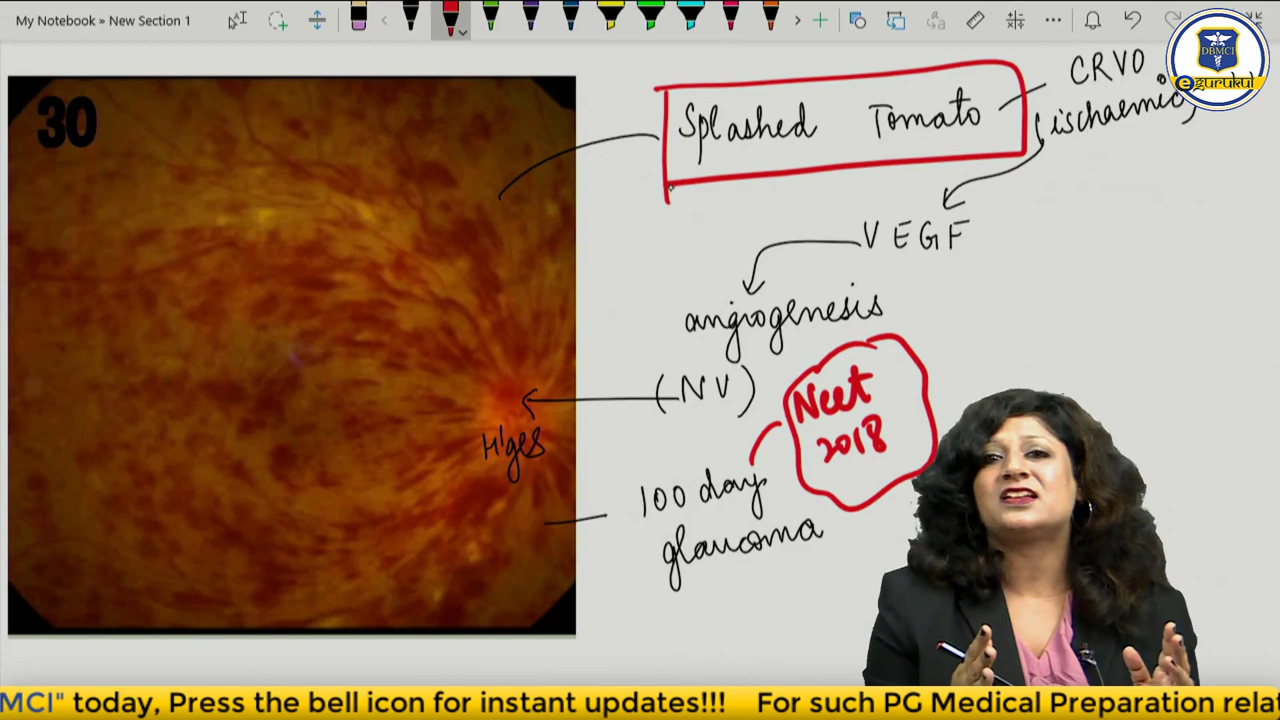 My Notebook » New Section 1
DBMCI
egurukul
30
Splashed Tomato
CRVO
(ischaemic)
VEGF
angiogenesis
(NV)
Neet
2018
H'ges
100 day
glaucoma
MCI" today, Press the bell icon for instant updates!!! For such PG Medical Preparation rela